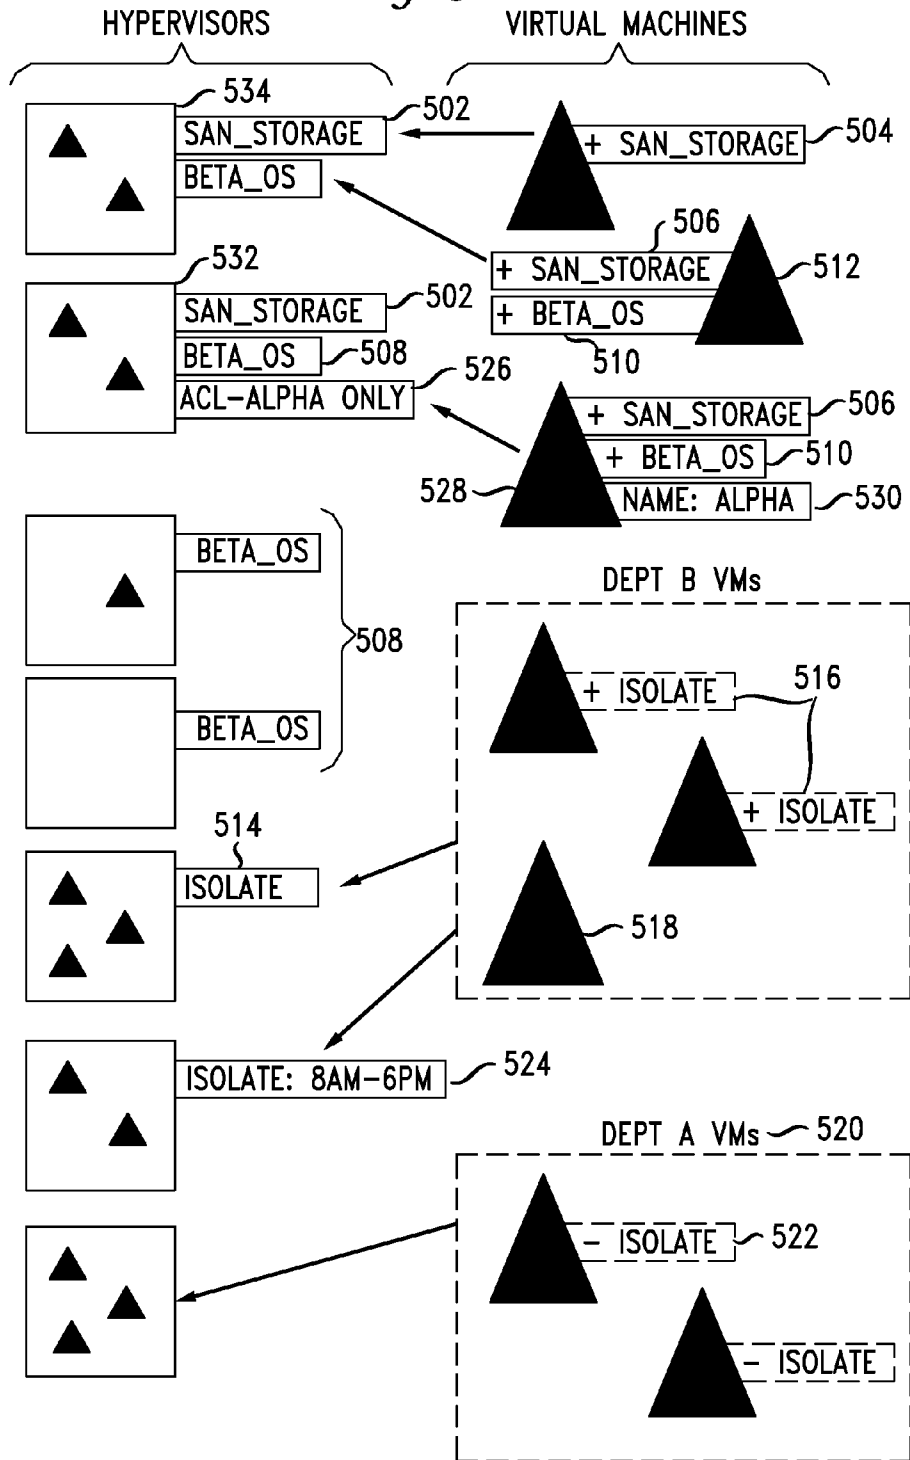 HYPERVISORS
VIRTUAL MACHINES
534
502
SAN_STORAGE
BETA_OS
+ SAN_STORAGE
504
506
+ SAN_STORAGE
512
+ BETA_OS
510
532
SAN_STORAGE
502
BETA_OS
508
526
ACL-ALPHA ONLY
+ SAN_STORAGE
506
+ BETA_OS
510
528
NAME: ALPHA
530
BETA_OS
508
BETA_OS
DEPT B VMs
+ ISOLATE
516
+ ISOLATE
518
514
ISOLATE
ISOLATE: 8AM-6PM
524
DEPT A VMs
520
- ISOLATE
522
- ISOLATE